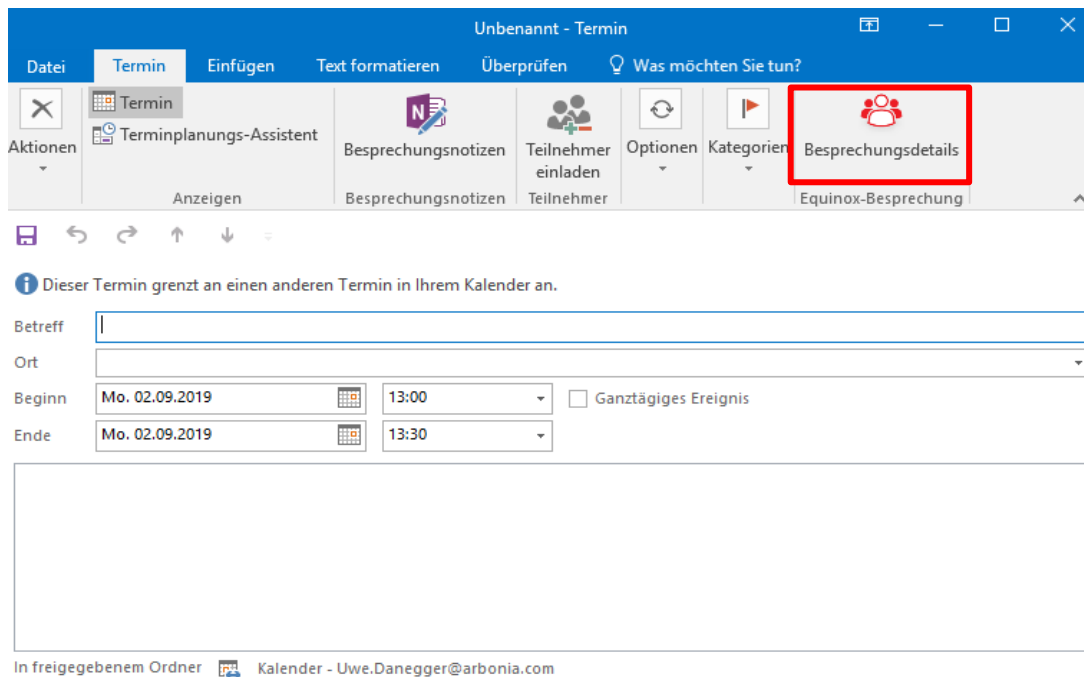 Unbenannt - Termin
Datei Termin Einfügen Text formatieren Überprüfen Was möchten Sie tun?
Aktionen
Termin
Terminplanungs-Assistent
Anzeigen
N
Besprechungsnotizen
Besprechungsnotizen
Teilnehmer
einladen
Teilnehmer
Optionen
Kategorien
Besprechungsdetails
Equinox-Besprechung
Dieser Termin grenzt an einen anderen Termin in Ihrem Kalender an.
Betreff
Ort
Beginn Mo. 02.09.2019 13:00 Ganztägiges Ereignis
Ende Mo. 02.09.2019 13:30
In freigegebenem Ordner Kalender - Uwe.Danegger@arbonia.com